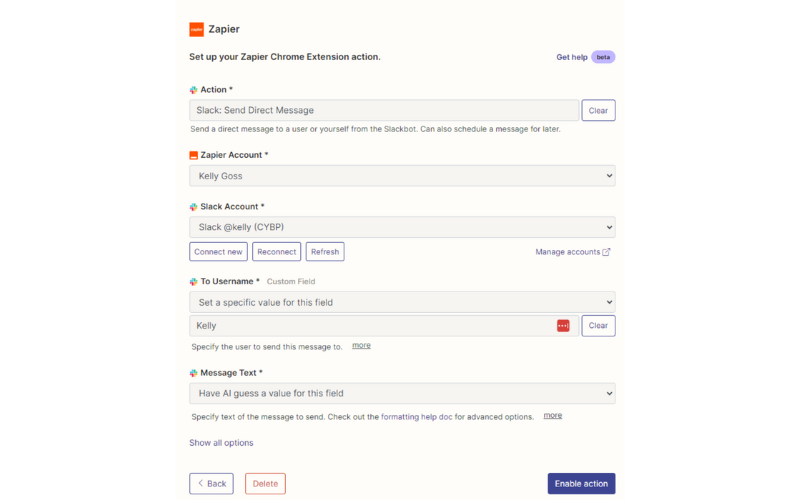 zapier Zapier
Set up your Zapier Chrome Extension action.
Get help beta
Action *
Slack: Send Direct Message
Clear
Send a direct message to a user or yourself from the Slackbot. Can also schedule a message for later.
Zapier Account *
Kelly Goss
Slack Account *
Slack @kelly (CYBP)
Connect new Reconnect Refresh Manage accounts
To Username * Custom Field
Set a specific value for this field
Kelly
Clear
Specify the user to send this message to. more
Message Text *
Have AI guess a value for this field
Specify text of the message to send. Check out the formatting help doc for advanced options. more
Show all options
Back Delete Enable action